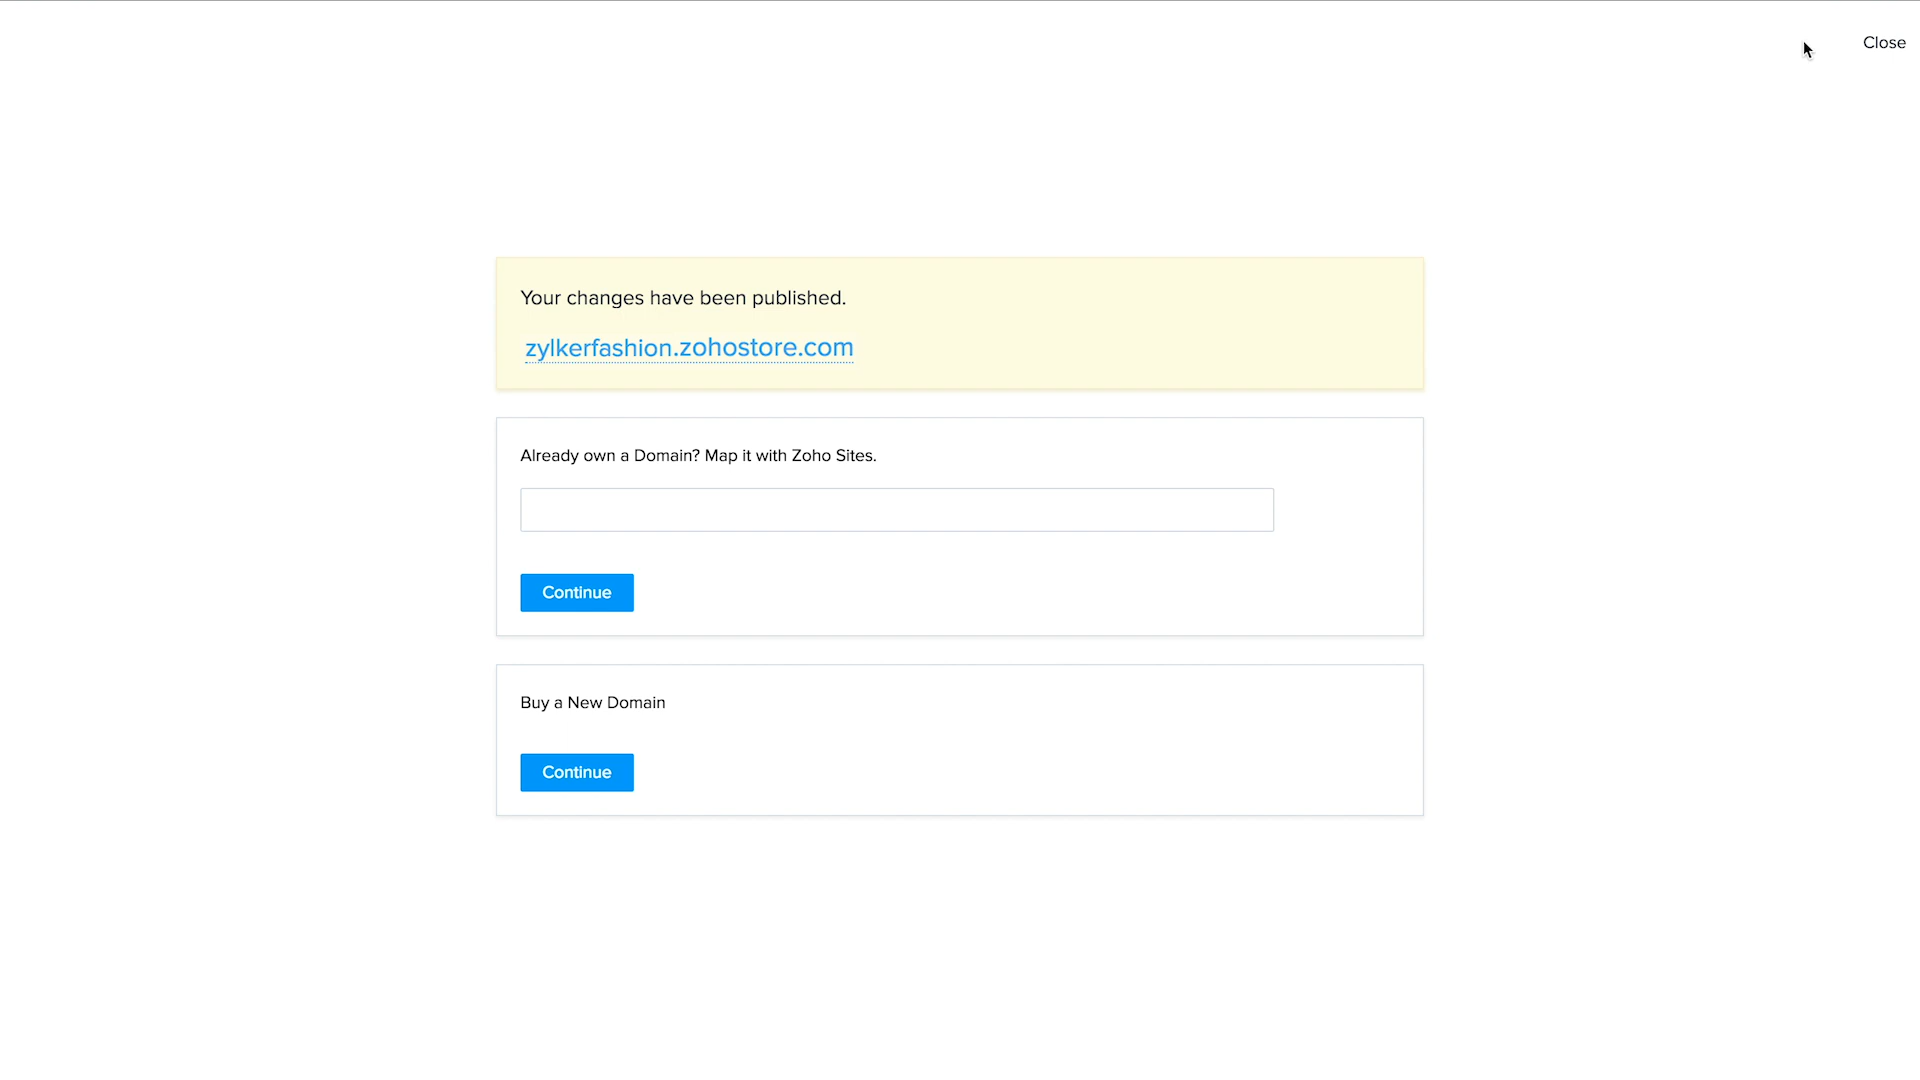 Close
Your changes have been published.
zylkerfashion.zohostore.com
Already own a Domain? Map it with Zoho Sites.
Continue
Buy a New Domain
Continue